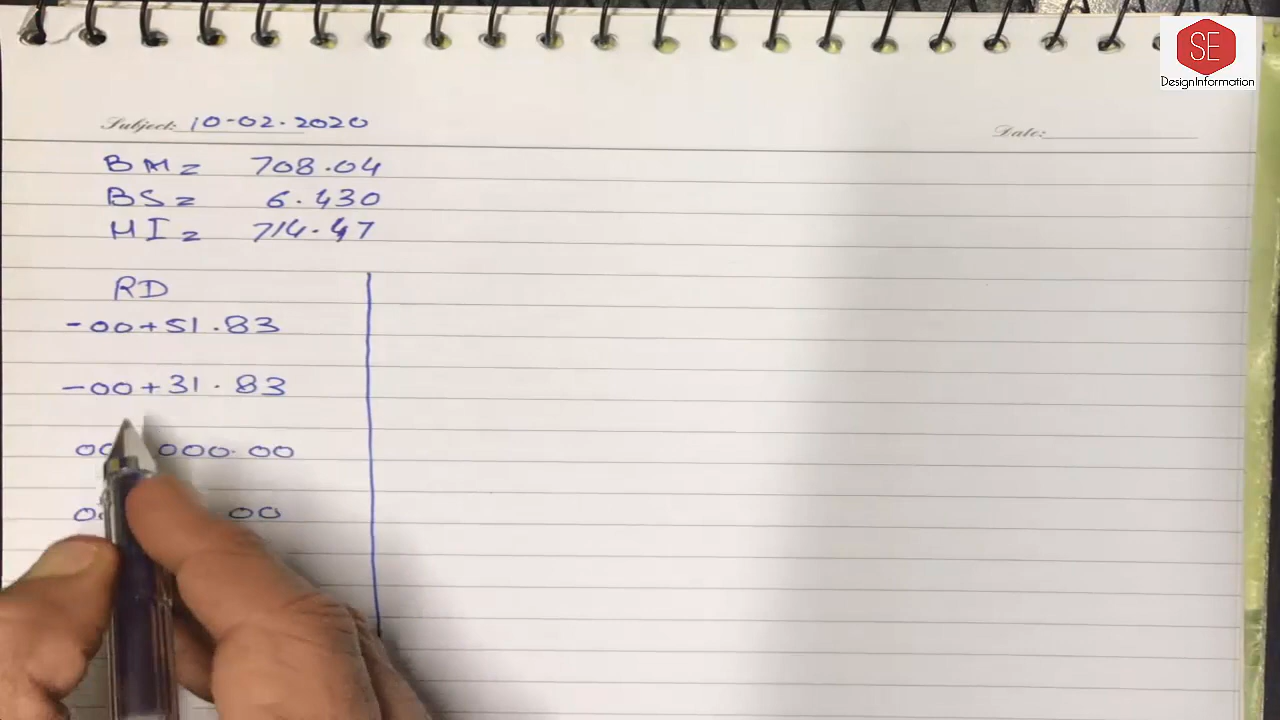 SE
DesignInformation
Subject: 10-02.2020
Date:
BM= 708.04
BS= 6.430
HI= 714.47
RD
-00+51.83
-00+31.83
000.00
00